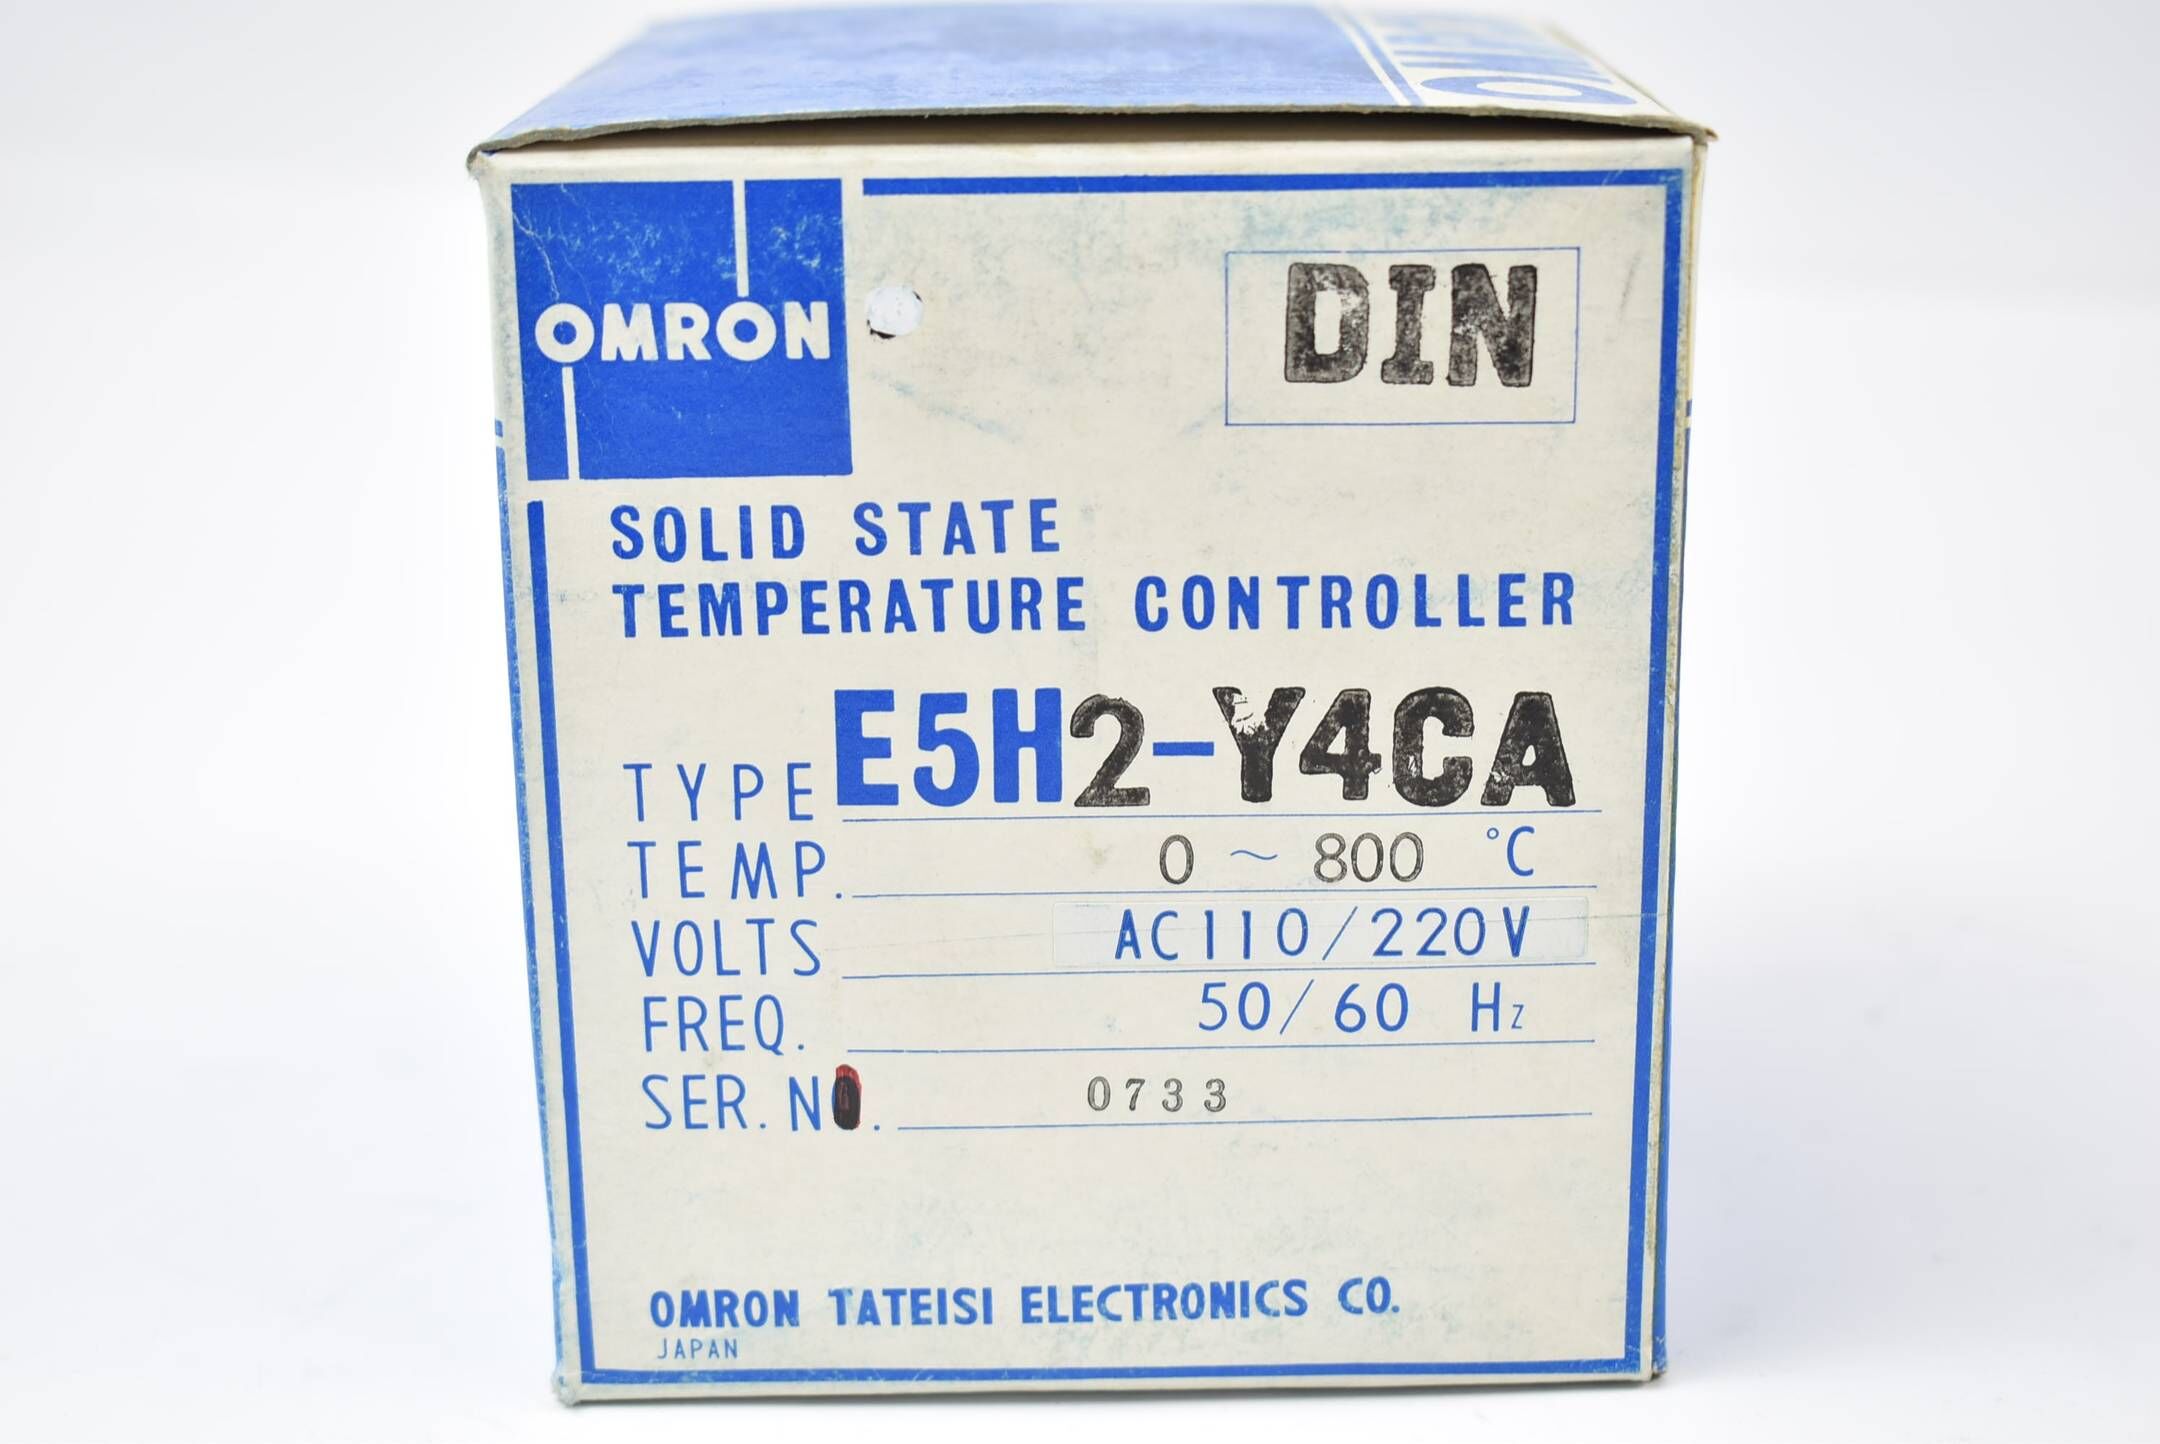 OMRON
OMRON
DIN
SOLID STATE
TEMPERATURE CONTROLLER
TYPE E5H2-Y4CA
TEMP. 0 ~ 800 °C
VOLTS AC110/220V
FREQ. 50/60 Hz
SER. NO. 0733
OMRON TATEISI ELECTRONICS CO.
JAPAN